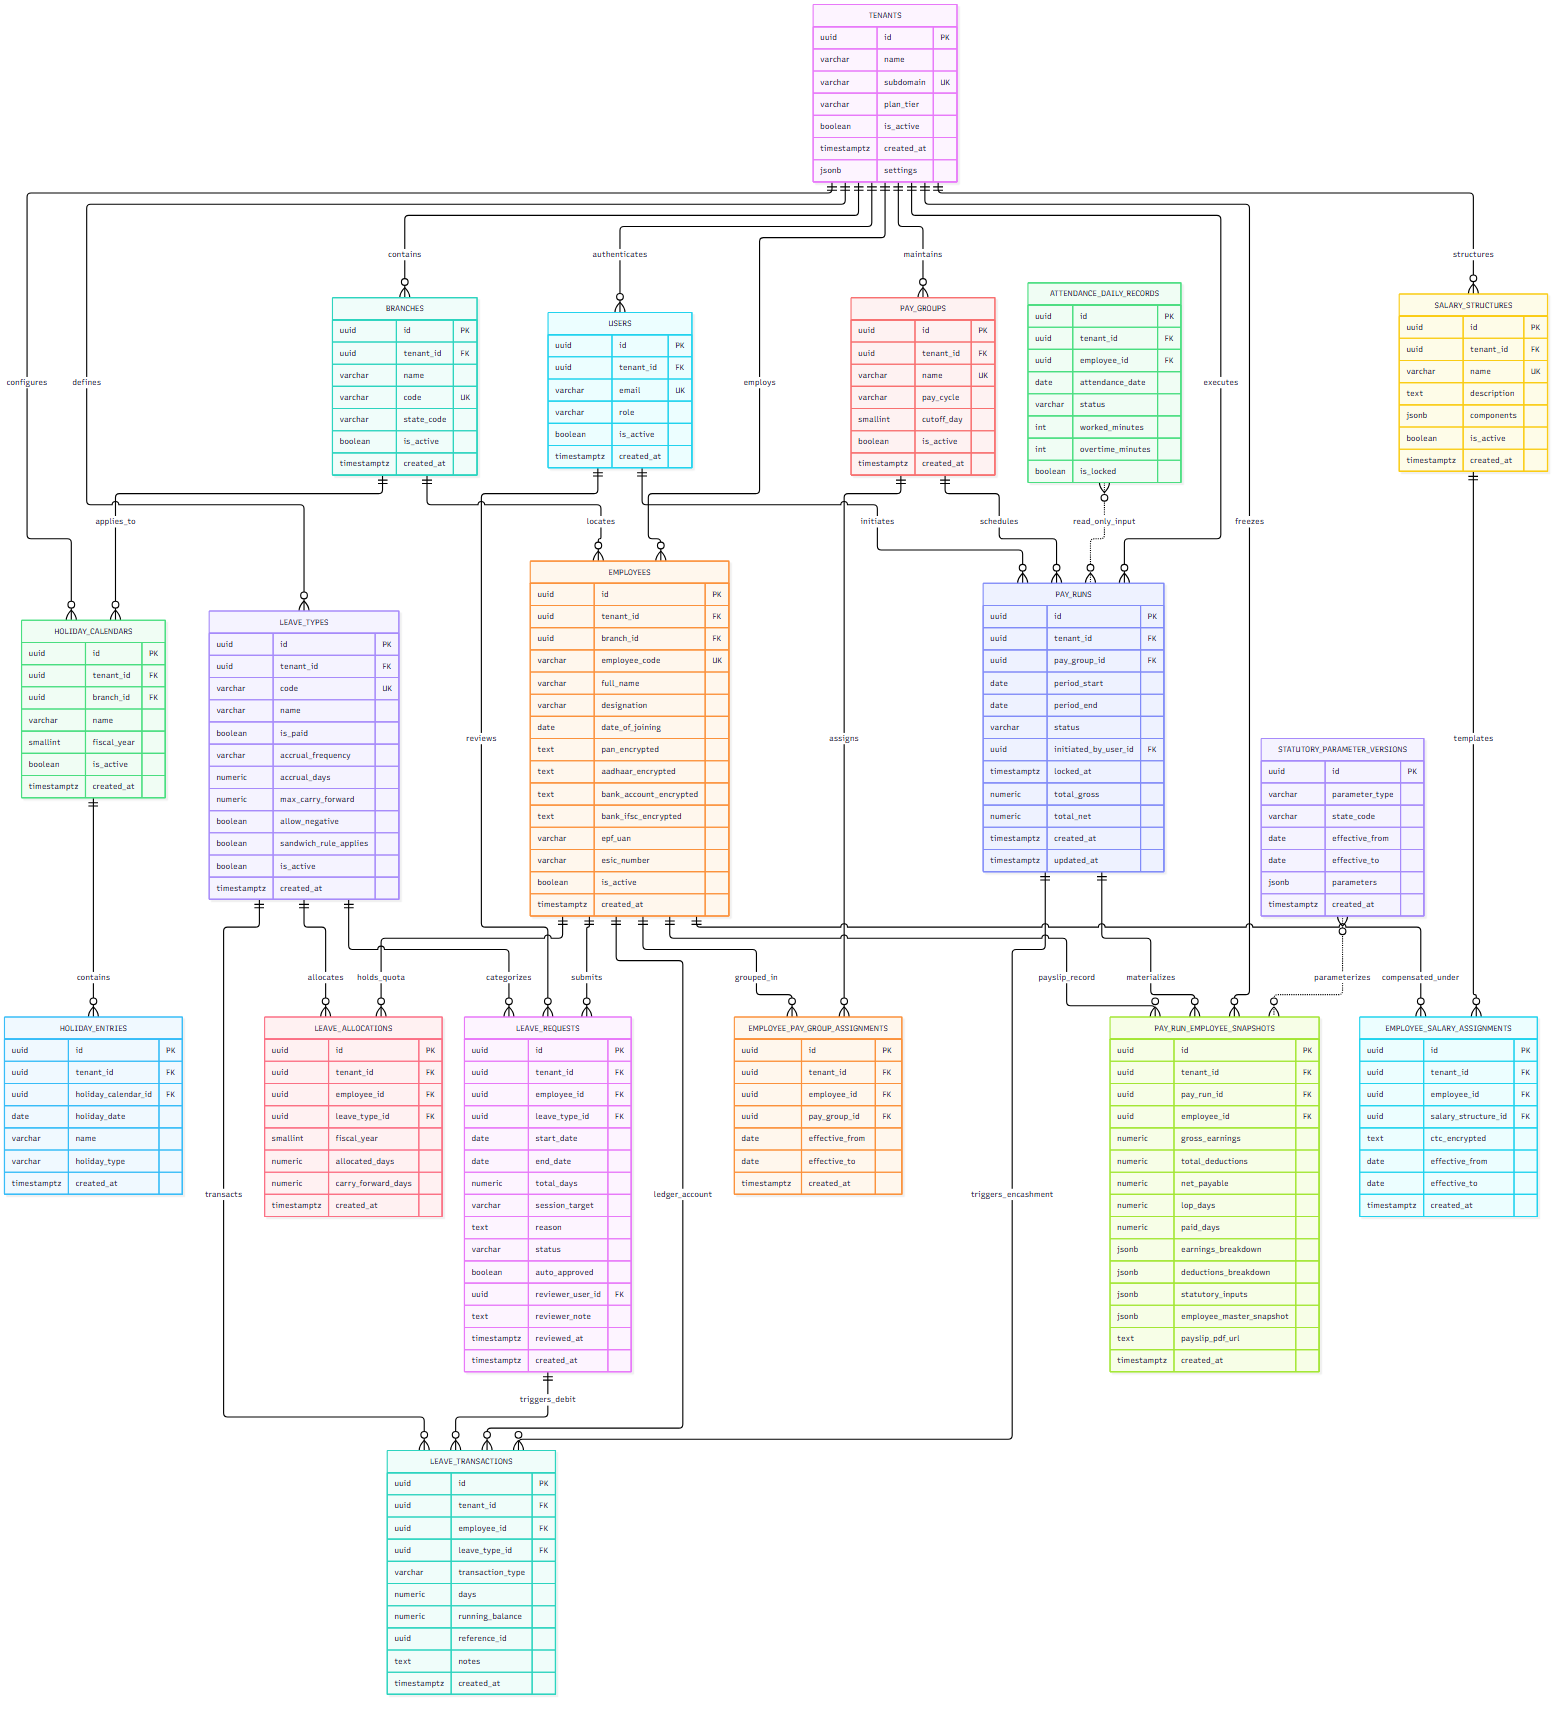 TENANTS
uuid id PK
varchar name
varchar subdomain UK
varchar plan_tier
boolean is_active
timestamptz created_at
jsonb settings
contains
authenticates
maintains
structures
configures
defines
employs
executes
BRANCHES
uuid id PK
uuid tenant_id FK
varchar name
varchar code UK
varchar state_code
boolean is_active
timestamptz created_at
USERS
uuid id PK
uuid tenant_id FK
varchar email UK
varchar role
boolean is_active
timestamptz created_at
PAY_GROUPS
uuid id PK
uuid tenant_id FK
varchar name UK
varchar pay_cycle
smallint cutoff_day
boolean is_active
timestamptz created_at
ATTENDANCE_DAILY_RECORDS
uuid id PK
uuid tenant_id FK
uuid employee_id FK
date attendance_date
varchar status
int worked_minutes
int overtime_minutes
boolean is_locked
SALARY_STRUCTURES
uuid id PK
uuid tenant_id FK
varchar name UK
text description
jsonb components
boolean is_active
timestamptz created_at
applies_to
locates
initiates
schedules
read_only_input
freezes
HOLIDAY_CALENDARS
uuid id PK
uuid tenant_id FK
uuid branch_id FK
varchar name
smallint fiscal_year
boolean is_active
timestamptz created_at
LEAVE_TYPES
uuid id PK
uuid tenant_id FK
varchar code UK
varchar name
boolean is_paid
varchar accrual_frequency
numeric accrual_days
numeric max_carry_forward
boolean allow_negative
boolean sandwich_rule_applies
boolean is_active
timestamptz created_at
reviews
EMPLOYEES
uuid id PK
uuid tenant_id FK
uuid branch_id FK
varchar employee_code UK
varchar full_name
varchar designation
date date_of_joining
text pan_encrypted
text aadhaar_encrypted
text bank_account_encrypted
text bank_ifsc_encrypted
varchar epf_uan
varchar esic_number
boolean is_active
timestamptz created_at
assigns
PAY_RUNS
uuid id PK
uuid tenant_id FK
uuid pay_group_id FK
date period_start
date period_end
varchar status
uuid initiated_by_user_id FK
timestamptz locked_at
numeric total_gross
numeric total_net
timestamptz created_at
timestamptz updated_at
STATUTORY_PARAMETER_VERSIONS
uuid id PK
varchar parameter_type
varchar state_code
date effective_from
date effective_to
jsonb parameters
timestamptz created_at
templates
contains
allocates
holds_quota
categorizes
submits
grouped_in
payslip_record
materializes
parameterizes
compensated_under
HOLIDAY_ENTRIES
uuid id PK
uuid tenant_id FK
uuid holiday_calendar_id FK
date holiday_date
varchar name
varchar holiday_type
timestamptz created_at
LEAVE_ALLOCATIONS
uuid id PK
uuid tenant_id FK
uuid employee_id FK
uuid leave_type_id FK
smallint fiscal_year
numeric allocated_days
numeric carry_forward_days
timestamptz created_at
LEAVE_REQUESTS
uuid id PK
uuid tenant_id FK
uuid employee_id FK
uuid leave_type_id FK
date start_date
date end_date
numeric total_days
varchar session_target
text reason
varchar status
boolean auto_approved
uuid reviewer_user_id FK
text reviewer_note
timestamptz reviewed_at
timestamptz created_at
EMPLOYEE_PAY_GROUP_ASSIGNMENTS
uuid id PK
uuid tenant_id FK
uuid employee_id FK
uuid pay_group_id FK
date effective_from
date effective_to
timestamptz created_at
PAY_RUN_EMPLOYEE_SNAPSHOTS
uuid id PK
uuid tenant_id FK
uuid pay_run_id FK
uuid employee_id FK
numeric gross_earnings
numeric total_deductions
numeric net_payable
numeric lop_days
numeric paid_days
jsonb earnings_breakdown
jsonb deductions_breakdown
jsonb statutory_inputs
jsonb employee_master_snapshot
text payslip_pdf_url
timestamptz created_at
EMPLOYEE_SALARY_ASSIGNMENTS
uuid id PK
uuid tenant_id FK
uuid employee_id FK
uuid salary_structure_id FK
text ctc_encrypted
date effective_from
date effective_to
timestamptz created_at
transacts
ledger_account
triggers_encashment
triggers_debit
LEAVE_TRANSACTIONS
uuid id PK
uuid tenant_id FK
uuid employee_id FK
uuid leave_type_id FK
varchar transaction_type
numeric days
numeric running_balance
uuid reference_id
text notes
timestamptz created_at